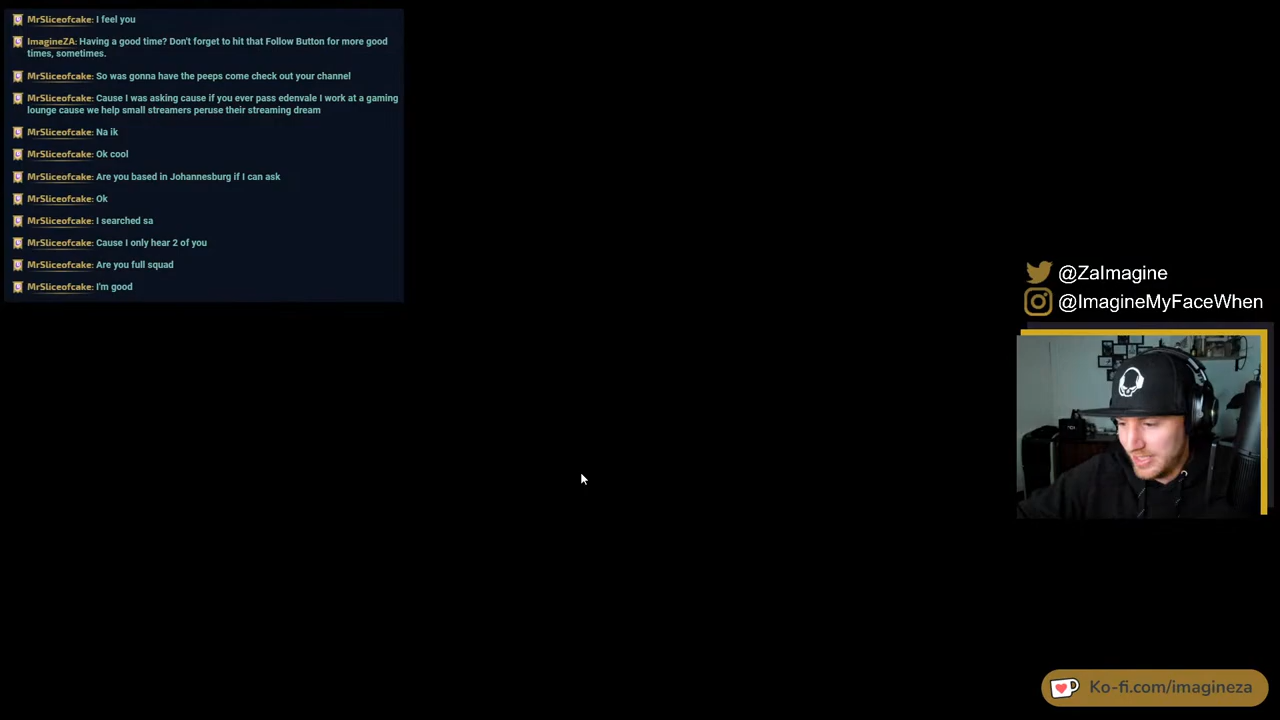 MrSliceofcake: I feel you
ImagineZA: Having a good time? Don't forget to hit that Follow Button for more good
times, sometimes.
MrSliceofcake: So was gonna have the peeps come check out your channel
MrSliceofcake: Cause I was asking cause if you ever pass edenvale I work at a gaming
lounge cause we help small streamers peruse their streaming dream
MrSliceofcake: Na ik
MrSliceofcake: Ok cool
MrSliceofcake: Are you based in Johannesburg if I can ask
MrSliceofcake: Ok
MrSliceofcake: I searched sa
MrSliceofcake: Cause I only hear 2 of you
MrSliceofcake: Are you full squad
MrSliceofcake: I'm good
@ZaImagine
@ImagineMyFaceWhen
Ko-fi.com/imagineza